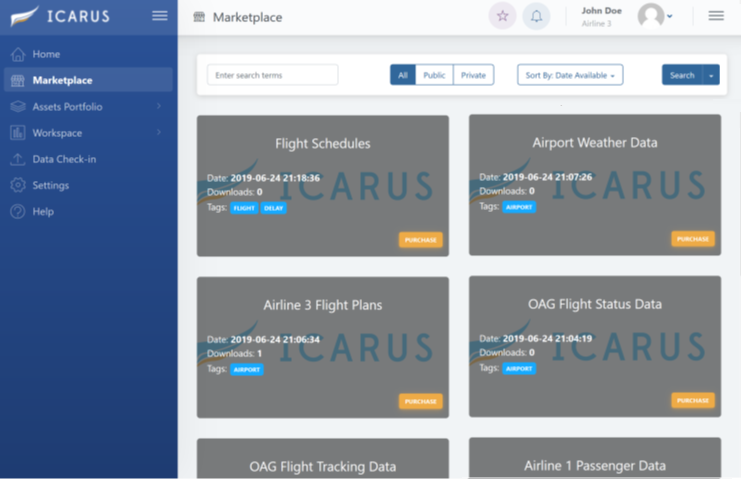 ICARUS
Home
Marketplace
Assets Portfolio
Workspace
Data Check-in
Settings
Help
Marketplace
John Doe
Airline 3
Enter search terms
All Public Private
Sort By: Date Available
Search
Flight Schedules
ICARUS
Date: 2019-06-24 21:18:36
Downloads: 0
Tags: FLIGHT DELAY
PURCHASE
Airport Weather Data
ICARUS
Date: 2019-06-24 21:07:26
Downloads: 0
Tags: AIRPORT
PURCHASE
Airline 3 Flight Plans
ICARUS
Date: 2019-06-24 21:06:34
Downloads: 1
Tags: AIRPORT
PURCHASE
OAG Flight Status Data
ICARUS
Date: 2019-06-24 21:04:19
Downloads: 0
Tags: AIRPORT
PURCHASE
OAG Flight Tracking Data
Airline 1 Passenger Data